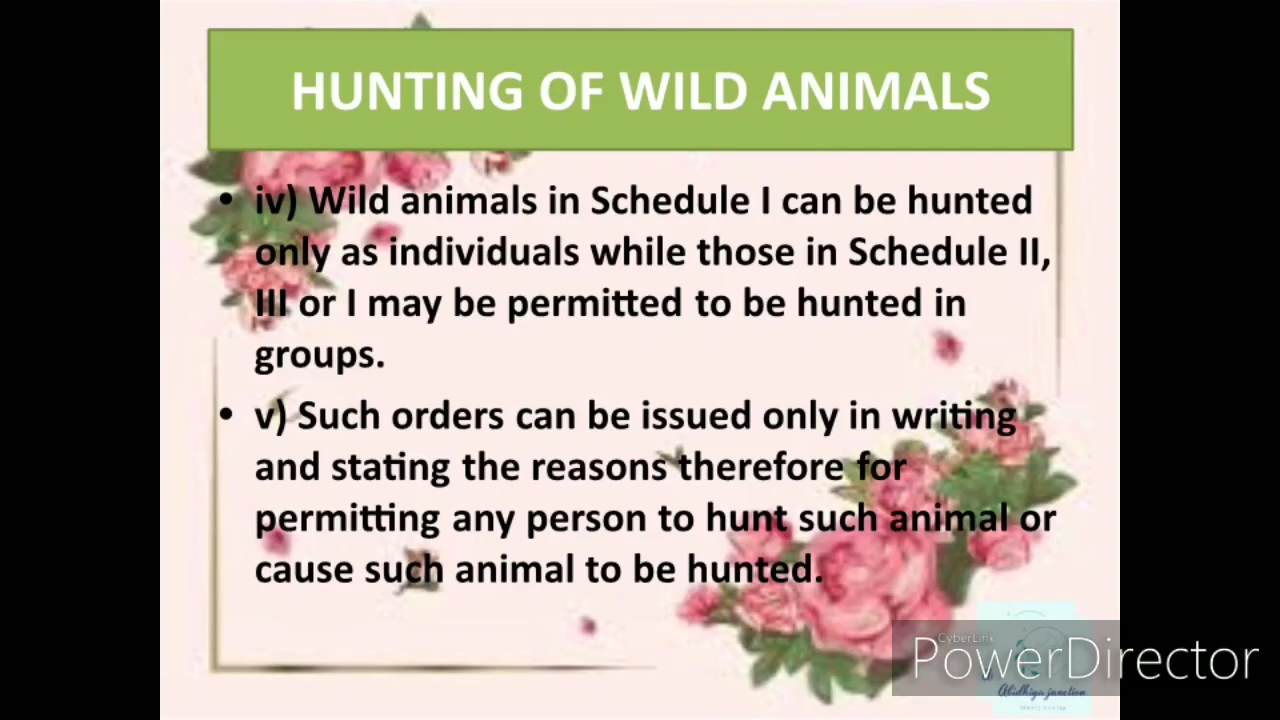 HUNTING OF WILD ANIMALS
• iv) Wild animals in Schedule I can be hunted
only as individuals while those in Schedule II,
III or I may be permitted to be hunted in
groups.
• v) Such orders can be issued only in writing
and stating the reasons therefore for
permitting any person to hunt such animal or
cause such animal to be hunted.
CyberLink
PowerDirector
Abidhiya junction